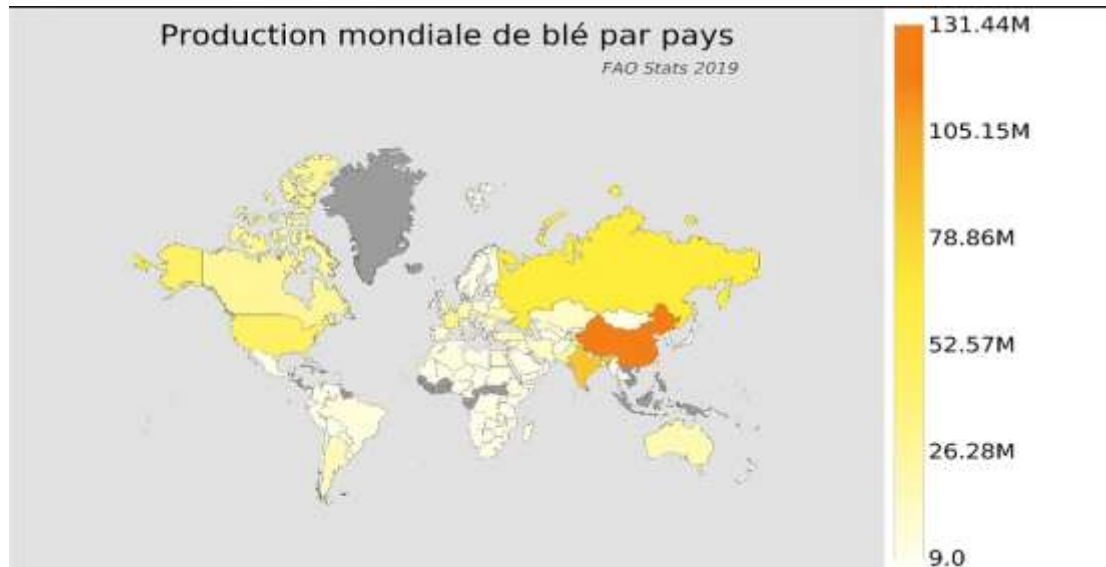 Production mondiale de blé par pays
FAO Stats 2019
131.44M
105.15M
78.86M
52.57M
26.28M
9.0